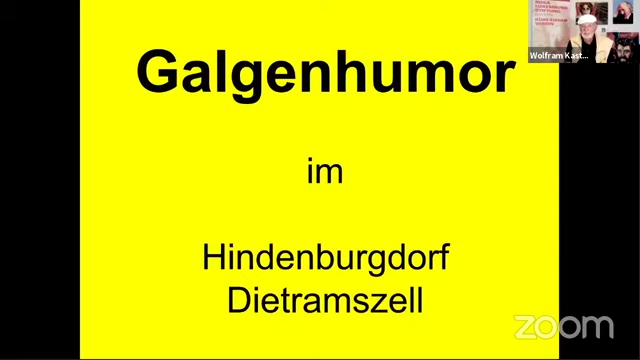 Galgenhumor
im
Hindenburgdorf
Dietramszell
Wolfram Kast...
zoom